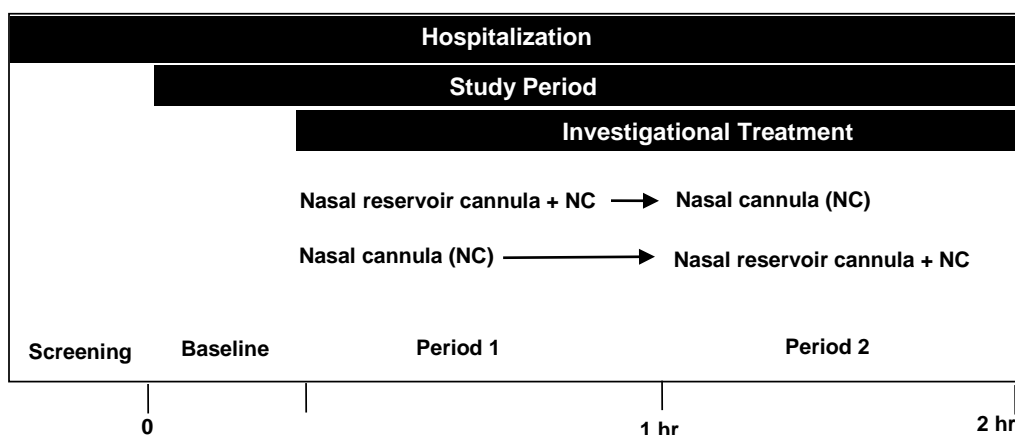 Hospitalization
Study Period
Investigational Treatment
Nasal reservoir cannula + NC Nasal cannula (NC)
Nasal cannula (NC) Nasal reservoir cannula + NC
Screening Baseline Period 1 Period 2
0 1 hr 2 hr